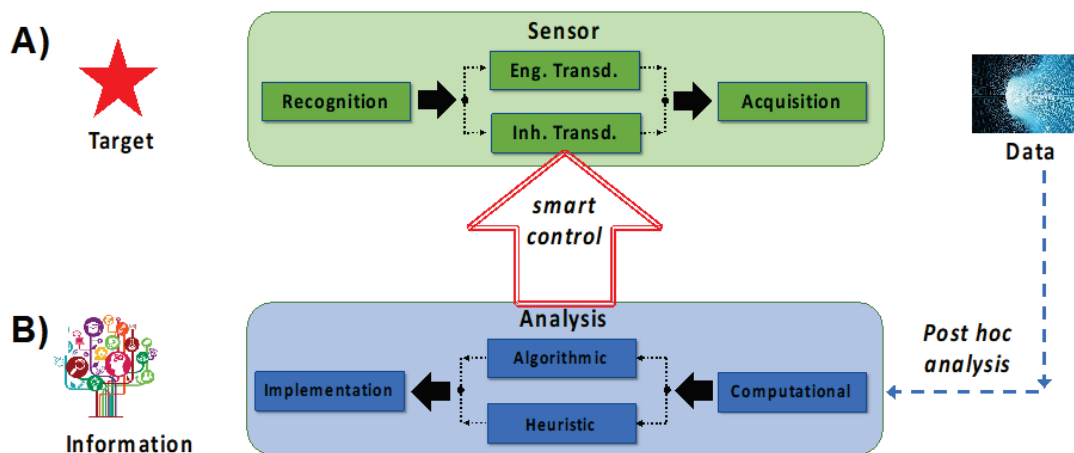 A)
Target
Sensor
Recognition
Eng. Transd.
Inh. Transd.
Acquisition
Data
smart
control
B)
Information
Analysis
Implementation
Algorithmic
Heuristic
Computational
Post hoc
analysis